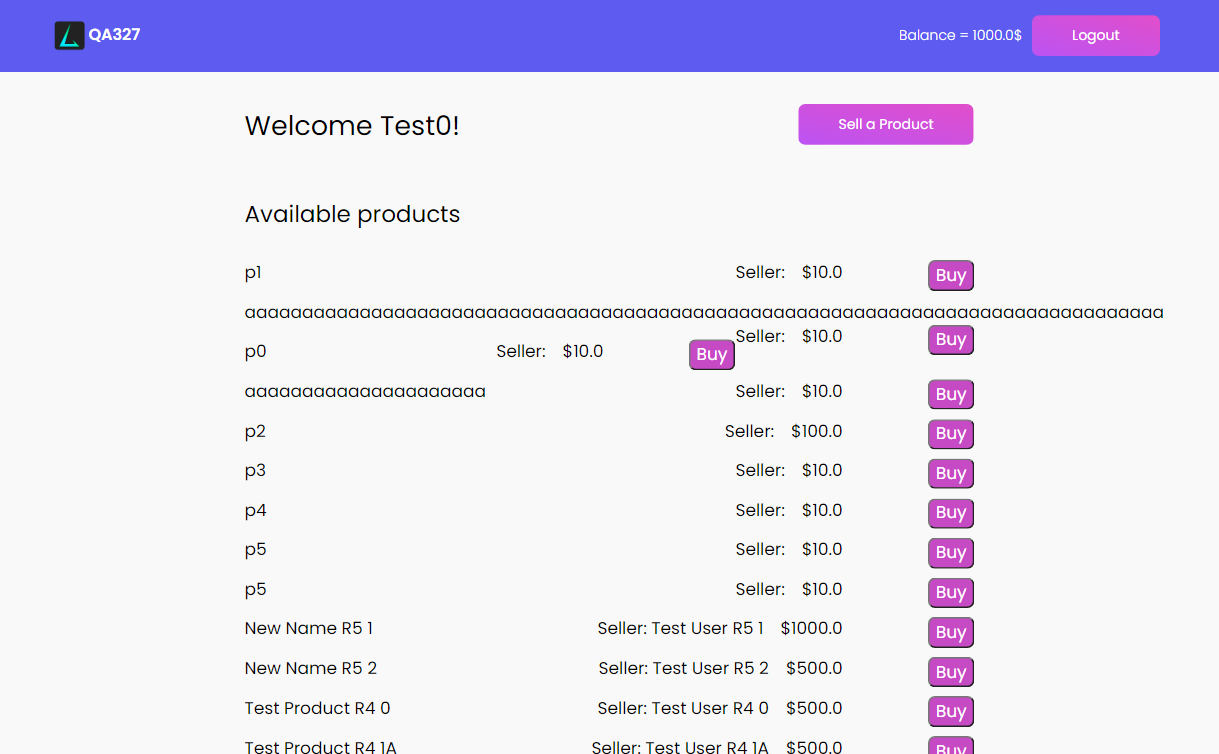 QA327
Balance = 1000.0$ Logout
Welcome Test0! Sell a Product
Available products
p1 Seller: $10.0 Buy
aaaaaaaaaaaaaaaaaaaaaaaaaaaaaaaaaaaaaaaaaaaaaaaaaaaaaaaaaaaaaaaaaaaaaaaaaaaaaaaa
Seller: $10.0 Buy
p0 Seller: $10.0 Buy
aaaaaaaaaaaaaaaaaaaaa Seller: $10.0 Buy
p2 Seller: $100.0 Buy
p3 Seller: $10.0 Buy
p4 Seller: $10.0 Buy
p5 Seller: $10.0 Buy
p5 Seller: $10.0 Buy
New Name R5 1 Seller: Test User R5 1 $1000.0 Buy
New Name R5 2 Seller: Test User R5 2 $500.0 Buy
Test Product R4 0 Seller: Test User R4 0 $500.0 Buy
Test Product R4 1A Seller: Test User R4 1A $500.0 Buy